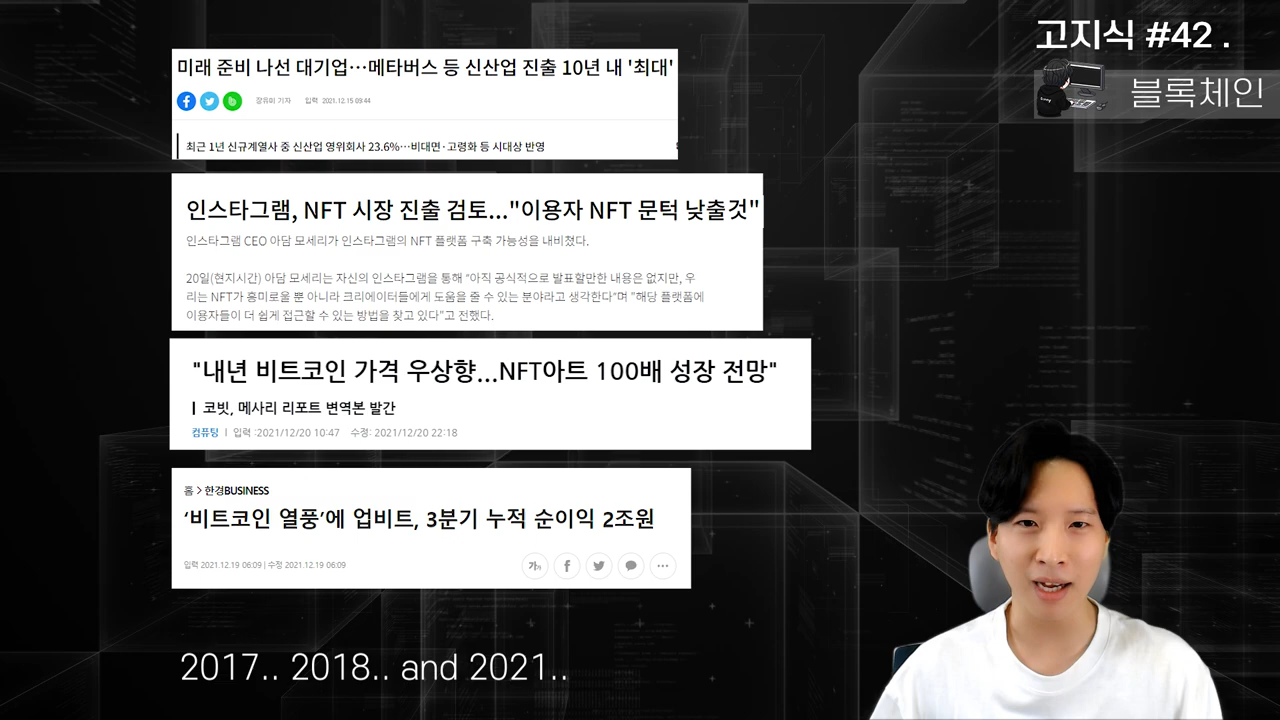 고지식 #42 .
블록체인
미래 준비 나선 대기업…메타버스 등 신산업 진출 10년 내 '최대'
장유미 기자 입력 2021.12.15 09:44
최근 1년 신규계열사 중 신산업 영위회사 23.6%…비대면·고령화 등 시대상 반영
인스타그램, NFT 시장 진출 검토..."이용자 NFT 문턱 낮출것"
인스타그램 CEO 아담 모세리가 인스타그램의 NFT 플랫폼 구축 가능성을 내비쳤다.
20일(현지시간) 아담 모세리는 자신의 인스타그램을 통해 “아직 공식적으로 발표할만한 내용은 없지만, 우
리는 NFT가 흥미로울 뿐 아니라 크리에이터들에게 도움을 줄 수 있는 분야라고 생각한다”며 "해당 플랫폼에
이용자들이 더 쉽게 접근할 수 있는 방법을 찾고 있다”고 전했다.
"내년 비트코인 가격 우상향...NFT아트 100배 성장 전망"
코빗, 메사리 리포트 변역본 발간
컴퓨팅 | 입력 :2021/12/20 10:47 수정: 2021/12/20 22:18
홈 > 한경BUSINESS
‘비트코인 열풍’에 업비트, 3분기 누적 순이익 2조원
입력 2021.12.19 06:09 | 수정 2021.12.19 06:09
가가
2017.. 2018.. and 2021..